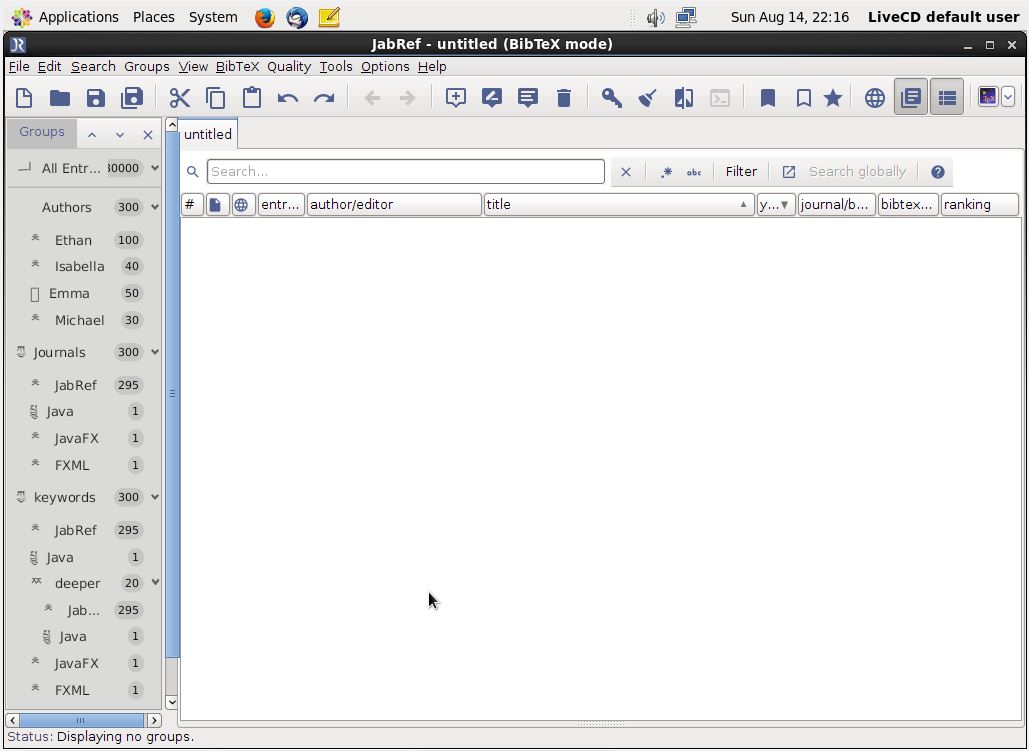 Applications Places System Sun Aug 14, 22:16 LiveCD default user
JabRef - untitled (BibTeX mode)
File Edit Search Groups View BibTeX Quality Tools Options Help
Groups
untitled
Search...
abc
Filter
Search globally
# entr... author/editor title y... journal/b... bibtex... ranking
All Entr... 30000
Authors 300
Ethan 100
Isabella 40
Emma 50
Michael 30
Journals 300
JabRef 295
Java 1
JavaFX 1
FXML 1
keywords 300
JabRef 295
Java 1
deeper 20
Jab... 295
Java 1
JavaFX 1
FXML 1
Status: Displaying no groups.